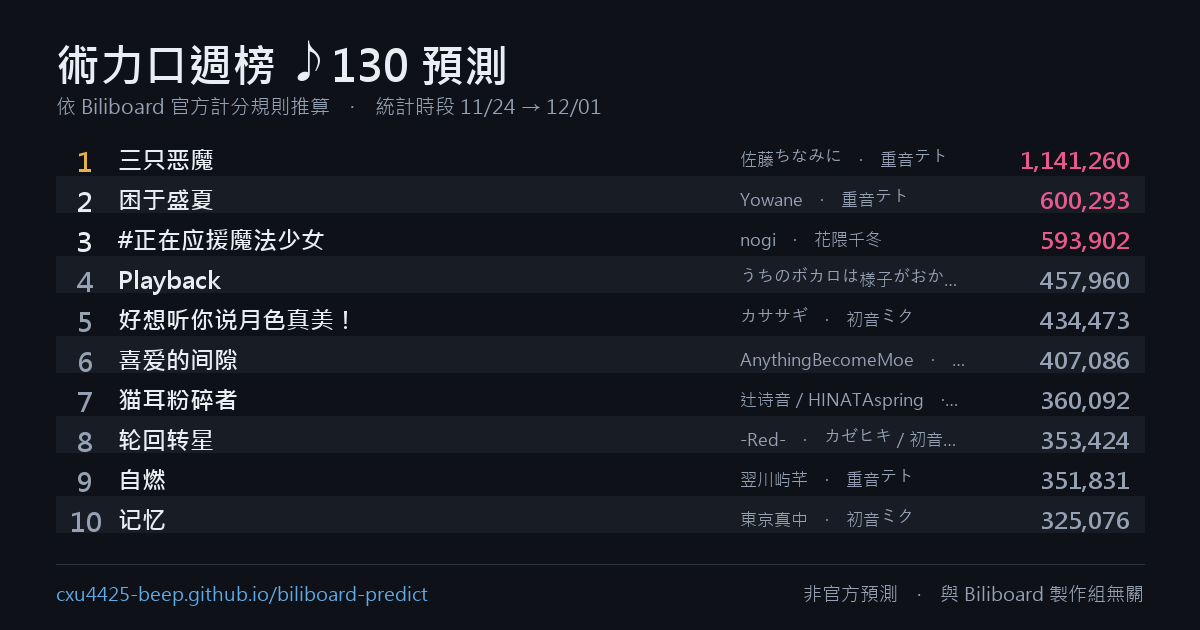 術力口週榜 ♪130 預測
依 Biliboard 官方計分規則推算 · 統計時段 11/24 → 12/01
1 三只恶魔 佐藤ちなみに · 重音テト 1,141,260
2 困于盛夏 Yowane · 重音テト 600,293
3 #正在应援魔法少女 nogi · 花隈千冬 593,902
4 Playback うちのボカロは様子がおか… 457,960
5 好想听你说月色真美！ カササギ · 初音ミク 434,473
6 喜爱的间隙 AnythingBecomeMoe · … 407,086
7 猫耳粉碎者 辻诗音 / HINATAspring ·… 360,092
8 轮回转星 -Red- · カゼヒキ / 初音… 353,424
9 自燃 翌川屿芊 · 重音テト 351,831
10 记忆 東京真中 · 初音ミク 325,076
cxu4425-beep.github.io/biliboard-predict 非官方預測 · 與 Biliboard 製作組無關